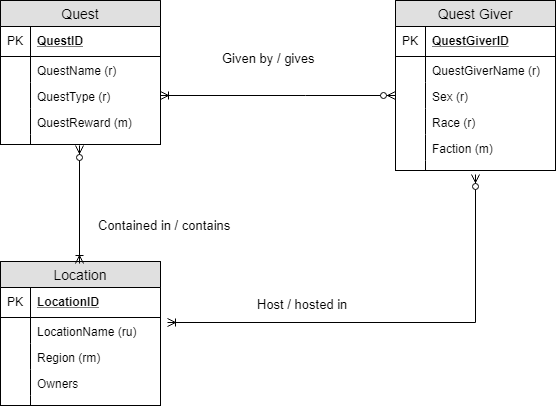 Quest
PK QuestID
QuestName (r)
QuestType (r)
QuestReward (m)
Given by / gives
Quest Giver
PK QuestGiverID
QuestGiverName (r)
Sex (r)
Race (r)
Faction (m)
Contained in / contains
Location
PK LocationID
LocationName (ru)
Region (rm)
Owners
Host / hosted in